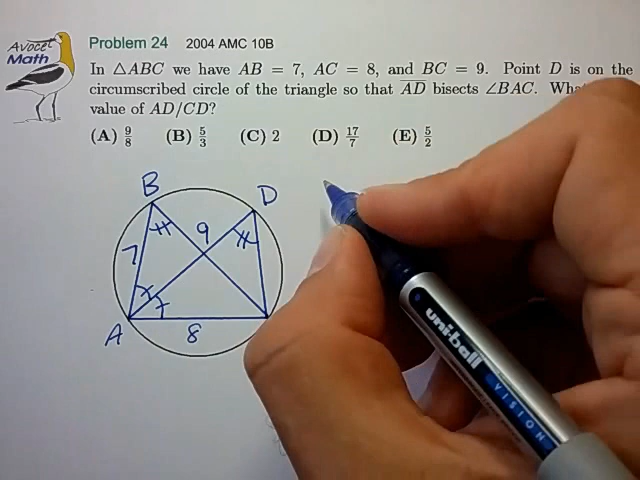 Avocet
Math
Problem 24 2004 AMC 10B
In △ABC we have AB = 7, AC = 8, and BC = 9. Point D is on the
circumscribed circle of the triangle so that AD bisects ∠BAC.
value of AD/CD?
(A) 9/8 (B) 5/3 (C) 2 (D) 17/7 (E) 5/2
B
D
9
7
A
8
uni-ball
VISION